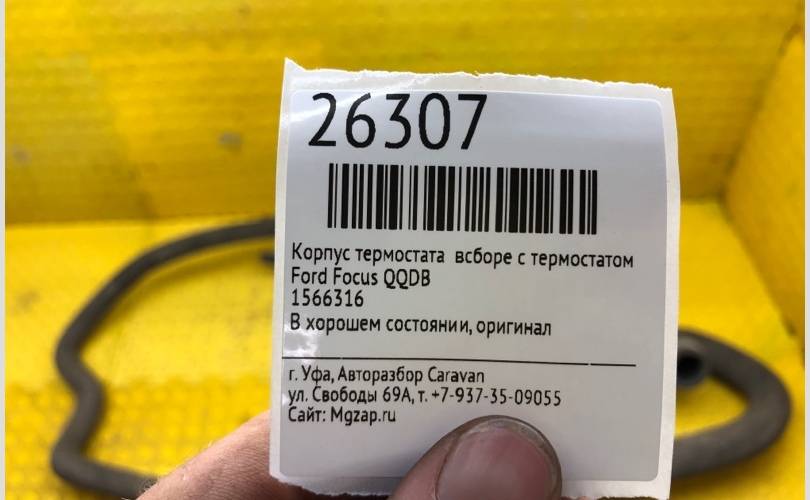 26307
Корпус термостата всборе с термостатом
Ford Focus QQDB
1566316
В хорошем состоянии, оригинал
г. Уфа, Авторазбор Caravan
ул. Свободы 69А, т. +7-937-35-09055
Сайт: Mgzap.ru